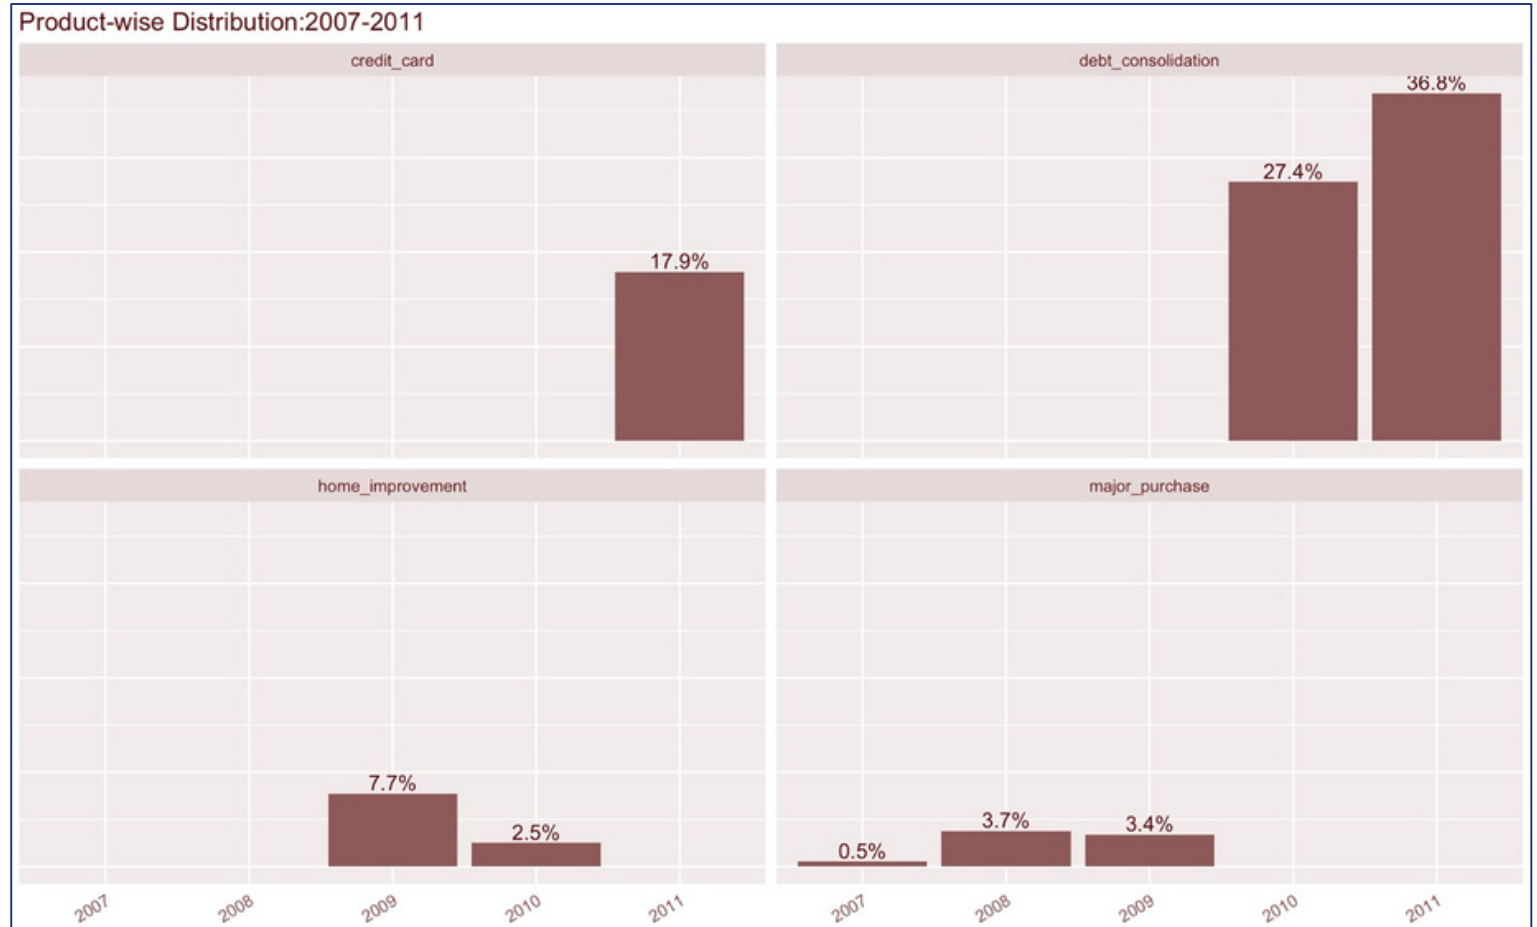 Product-wise Distribution:2007-2011
credit_card
debt_consolidation
17.9%
27.4%
36.8%
home_improvement
major_purchase
7.7%
2.5%
0.5%
3.7%
3.4%
2007 2008 2009 2010 2011
2007 2008 2009 2010 2011